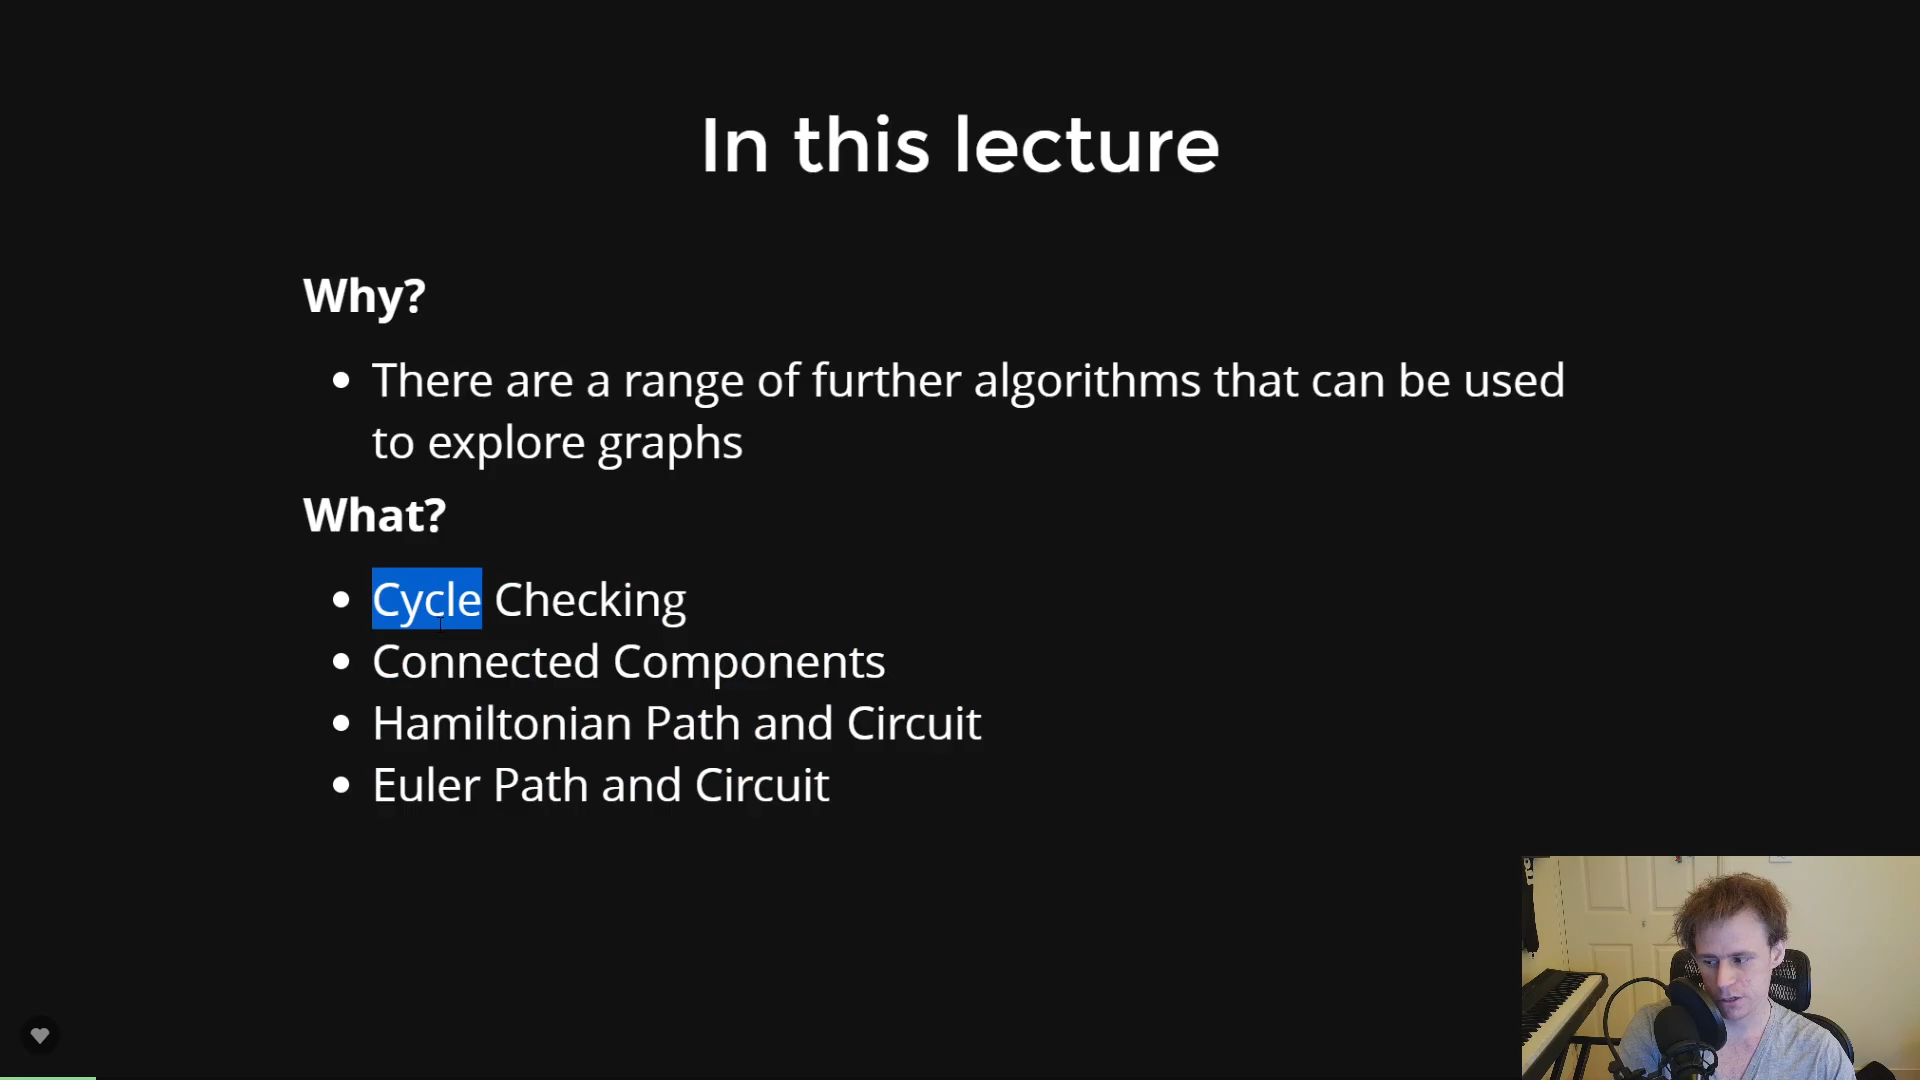 In this lecture
Why?
There are a range of further algorithms that can be used
to explore graphs
What?
Cycle Checking
Connected Components
Hamiltonian Path and Circuit
Euler Path and Circuit